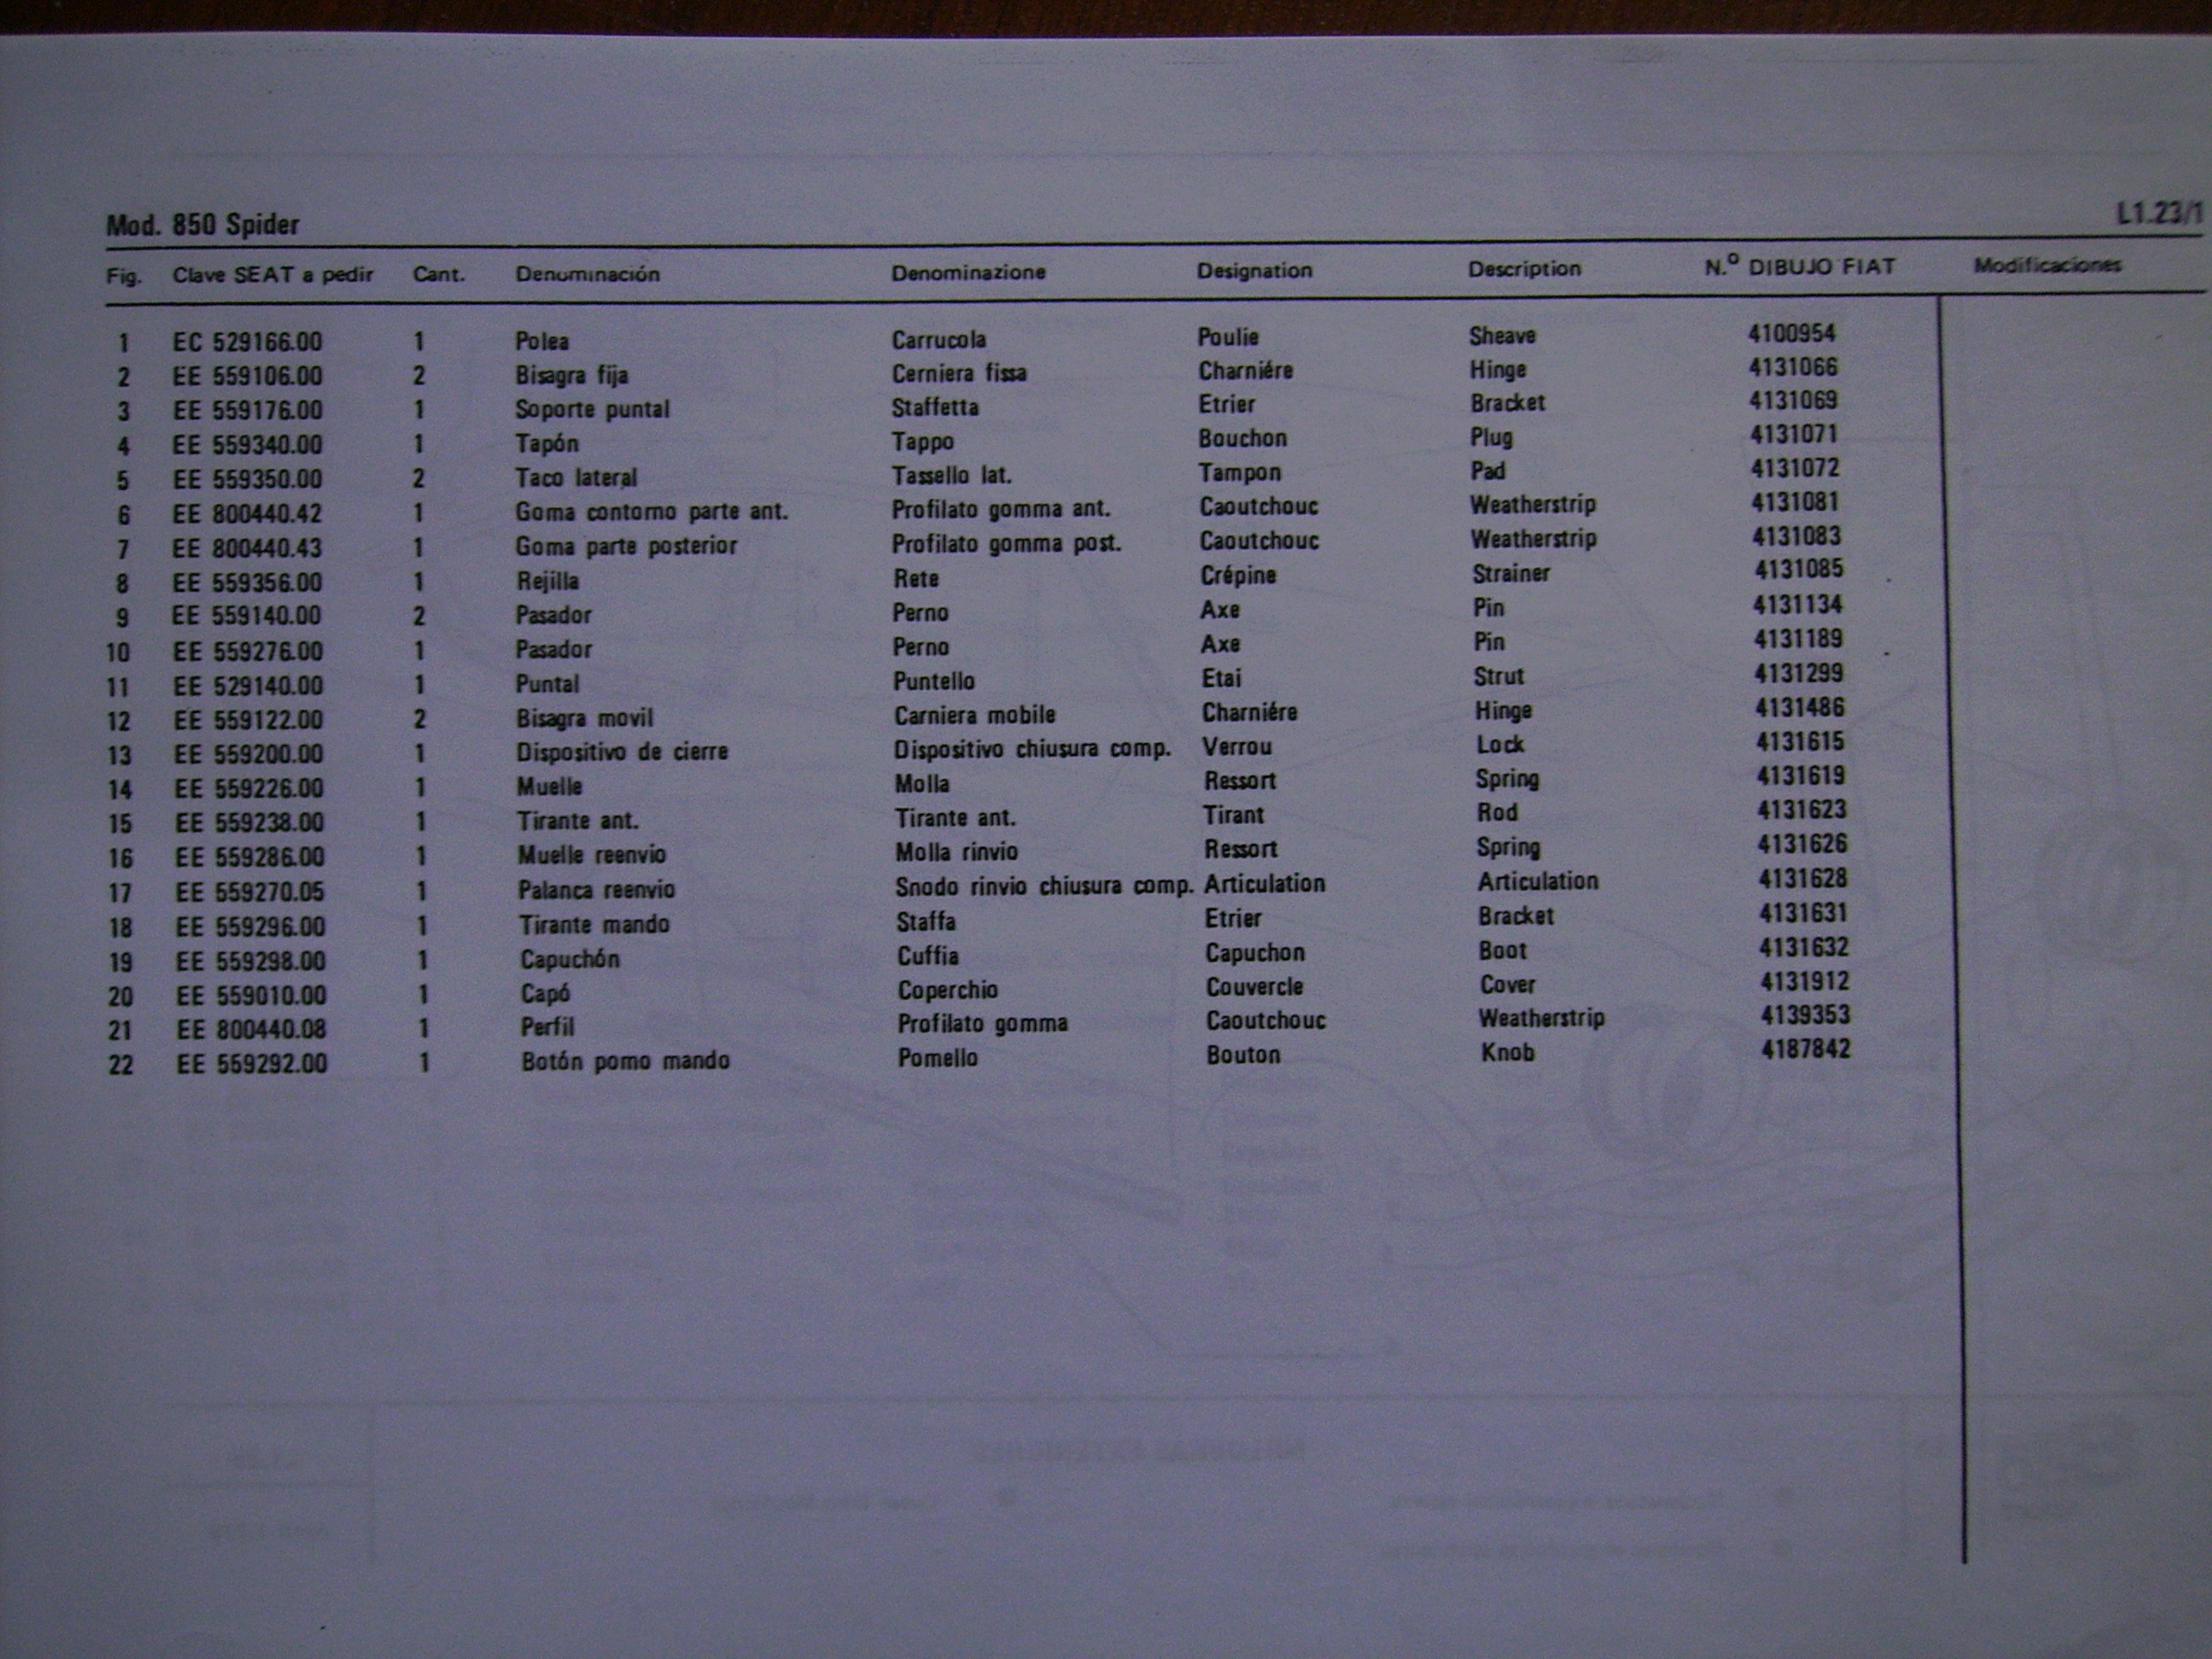 Mod. 850 Spider L1.23/1
Fig. Clave SEAT a pedir Cant. Denominación Denominazione Designation Description N.º DIBUJO FIAT Modificaciones
1 EC 529166.00 1 Polea Carrucola Poulie Sheave 4100954
2 EE 559106.00 2 Bisagra fija Cerniera fissa Charniére Hinge 4131066
3 EE 559176.00 1 Soporte puntal Staffetta Etrier Bracket 4131069
4 EE 559340.00 1 Tapón Tappo Bouchon Plug 4131071
5 EE 559350.00 2 Taco lateral Tassello lat. Tampon Pad 4131072
6 EE 800440.42 1 Goma contorno parte ant. Profilato gomma ant. Caoutchouc Weatherstrip 4131081
7 EE 800440.43 1 Goma parte posterior Profilato gomma post. Caoutchouc Weatherstrip 4131083
8 EE 559356.00 1 Rejilla Rete Crépine Strainer 4131085
9 EE 559140.00 2 Pasador Perno Axe Pin 4131134
10 EE 559276.00 1 Pasador Perno Axe Pin 4131189
11 EE 529140.00 1 Puntal Puntello Etai Strut 4131299
12 EE 559122.00 2 Bisagra movil Carniera mobile Charniére Hinge 4131486
13 EE 559200.00 1 Dispositivo de cierre Dispositivo chiusura comp. Verrou Lock 4131615
14 EE 559226.00 1 Muelle Molla Ressort Spring 4131619
15 EE 559238.00 1 Tirante ant. Tirante ant. Tirant Rod 4131623
16 EE 559286.00 1 Muelle reenvio Molla rinvio Ressort Spring 4131626
17 EE 559270.05 1 Palanca reenvio Snodo rinvio chiusura comp. Articulation Articulation 4131628
18 EE 559296.00 1 Tirante mando Staffa Etrier Bracket 4131631
19 EE 559298.00 1 Capuchón Cuffia Capuchon Boot 4131632
20 EE 559010.00 1 Capó Coperchio Couvercle Cover 4131912
21 EE 800440.08 1 Perfil Profilato gomma Caoutchouc Weatherstrip 4139353
22 EE 559292.00 1 Botón pomo mando Pomello Bouton Knob 4187842